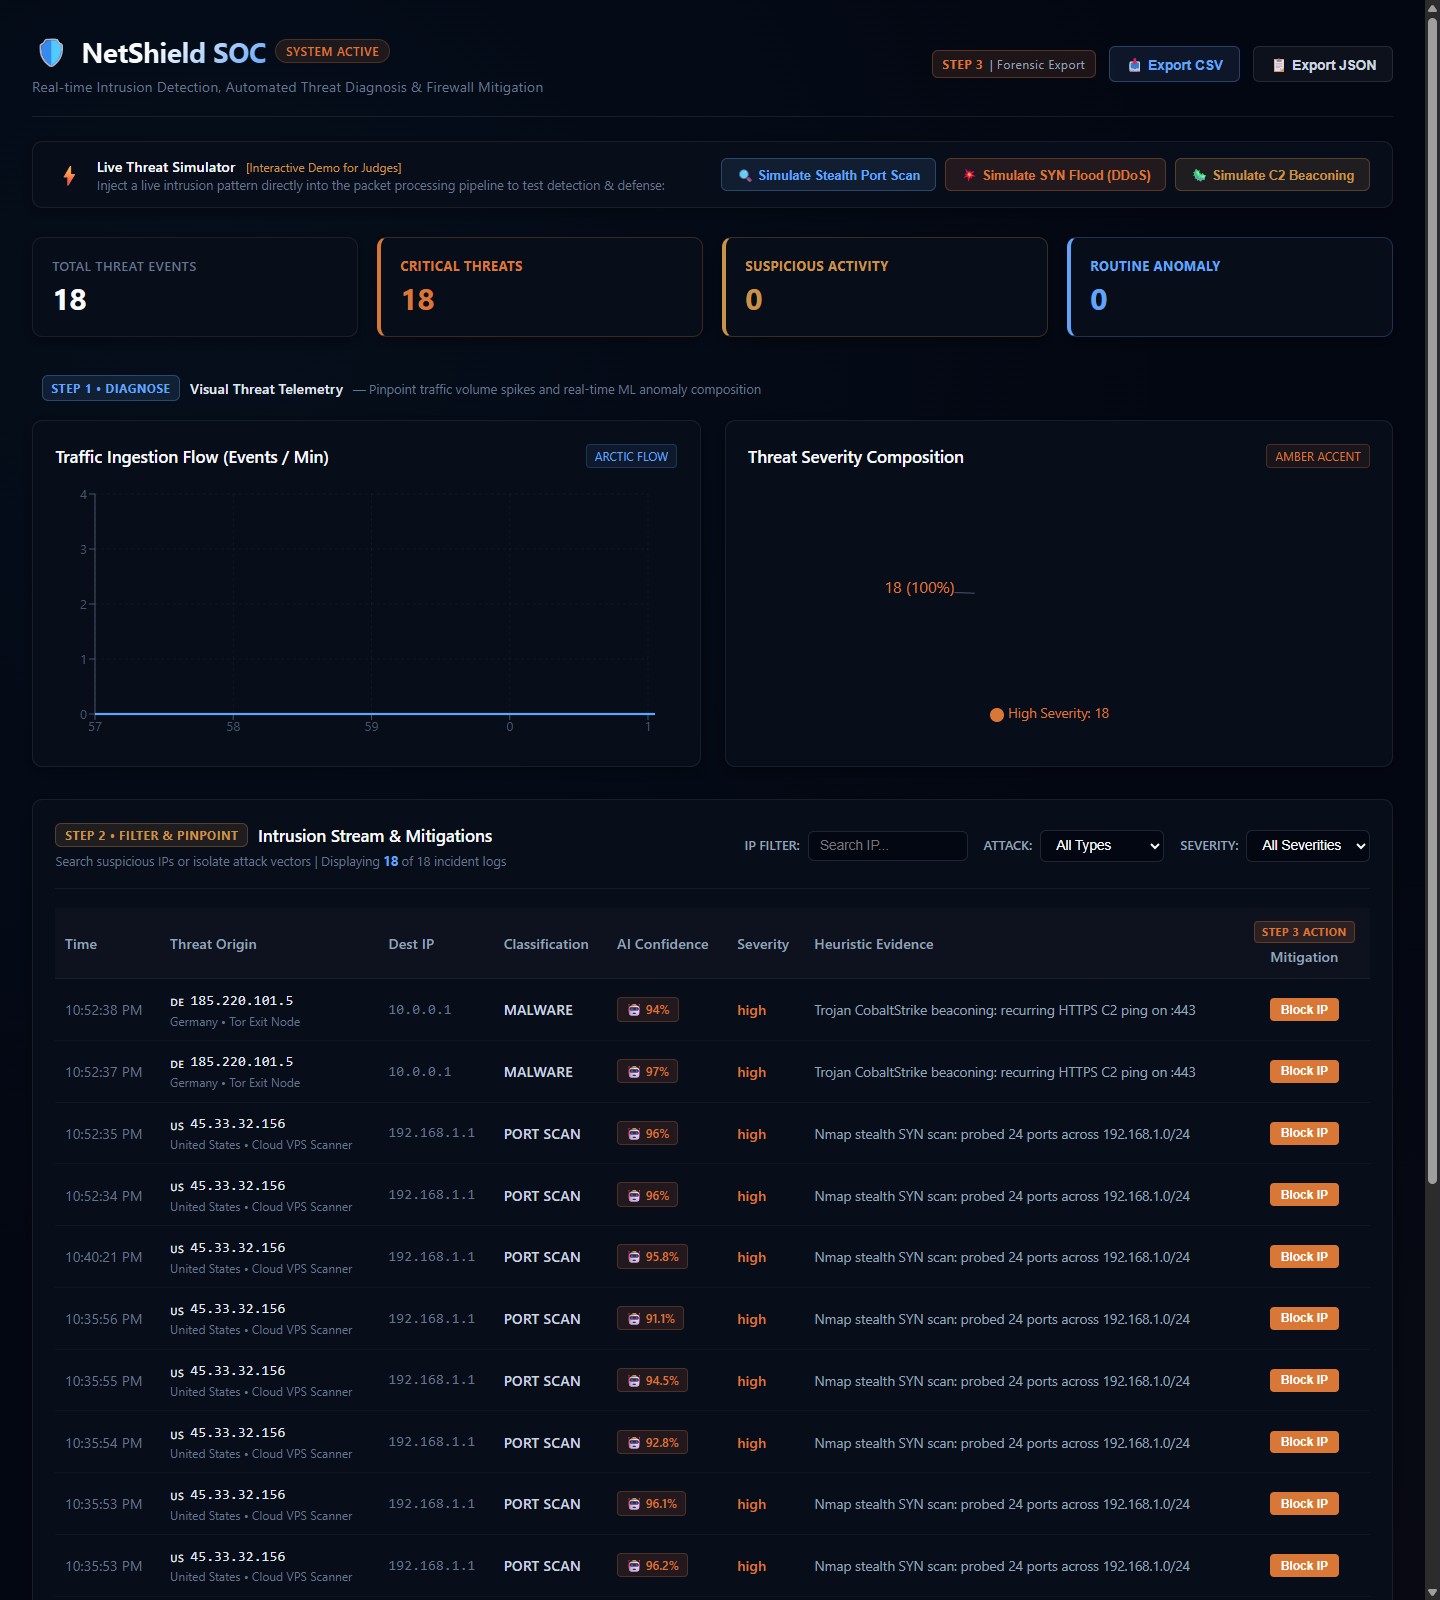 NetShield SOC SYSTEM ACTIVE
Real-time Intrusion Detection, Automated Threat Diagnosis & Firewall Mitigation
STEP 3 | Forensic Export
Export CSV
Export JSON
Live Threat Simulator [Interactive Demo for Judges]
Inject a live intrusion pattern directly into the packet processing pipeline to test detection & defense:
Simulate Stealth Port Scan
Simulate SYN Flood (DDoS)
Simulate C2 Beaconing
TOTAL THREAT EVENTS
18
CRITICAL THREATS
18
SUSPICIOUS ACTIVITY
0
ROUTINE ANOMALY
0
STEP 1 • DIAGNOSE Visual Threat Telemetry — Pinpoint traffic volume spikes and real-time ML anomaly composition
Traffic Ingestion Flow (Events / Min) ARCTIC FLOW
4
3
2
1
0
57 58 59 0 1
Threat Severity Composition AMBER ACCENT
18 (100%)
High Severity: 18
STEP 2 • FILTER & PINPOINT Intrusion Stream & Mitigations
Search suspicious IPs or isolate attack vectors | Displaying 18 of 18 incident logs
IP FILTER: Search IP... ATTACK: All Types SEVERITY: All Severities
Time Threat Origin Dest IP Classification AI Confidence Severity Heuristic Evidence STEP 3 ACTION Mitigation
10:52:38 PM DE 185.220.101.5 10.0.0.1 MALWARE 94% high Trojan CobaltStrike beaconing: recurring HTTPS C2 ping on :443 Block IP
Germany • Tor Exit Node
10:52:37 PM DE 185.220.101.5 10.0.0.1 MALWARE 97% high Trojan CobaltStrike beaconing: recurring HTTPS C2 ping on :443 Block IP
Germany • Tor Exit Node
10:52:35 PM US 45.33.32.156 192.168.1.1 PORT SCAN 96% high Nmap stealth SYN scan: probed 24 ports across 192.168.1.0/24 Block IP
United States • Cloud VPS Scanner
10:52:34 PM US 45.33.32.156 192.168.1.1 PORT SCAN 96% high Nmap stealth SYN scan: probed 24 ports across 192.168.1.0/24 Block IP
United States • Cloud VPS Scanner
10:40:21 PM US 45.33.32.156 192.168.1.1 PORT SCAN 95.8% high Nmap stealth SYN scan: probed 24 ports across 192.168.1.0/24 Block IP
United States • Cloud VPS Scanner
10:35:56 PM US 45.33.32.156 192.168.1.1 PORT SCAN 91.1% high Nmap stealth SYN scan: probed 24 ports across 192.168.1.0/24 Block IP
United States • Cloud VPS Scanner
10:35:55 PM US 45.33.32.156 192.168.1.1 PORT SCAN 94.5% high Nmap stealth SYN scan: probed 24 ports across 192.168.1.0/24 Block IP
United States • Cloud VPS Scanner
10:35:54 PM US 45.33.32.156 192.168.1.1 PORT SCAN 92.8% high Nmap stealth SYN scan: probed 24 ports across 192.168.1.0/24 Block IP
United States • Cloud VPS Scanner
10:35:53 PM US 45.33.32.156 192.168.1.1 PORT SCAN 96.1% high Nmap stealth SYN scan: probed 24 ports across 192.168.1.0/24 Block IP
United States • Cloud VPS Scanner
10:35:53 PM US 45.33.32.156 192.168.1.1 PORT SCAN 96.2% high Nmap stealth SYN scan: probed 24 ports across 192.168.1.0/24 Block IP
United States • Cloud VPS Scanner